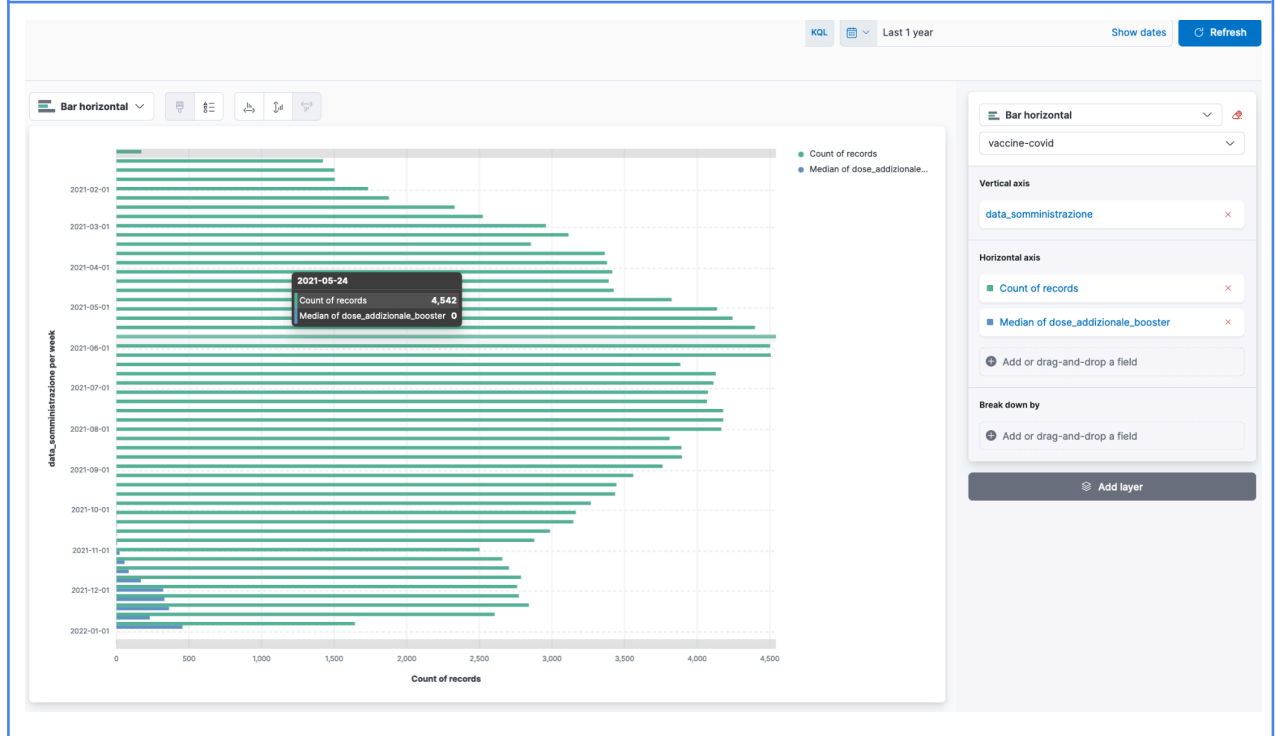 KQL
Last 1 year
Show dates
Refresh
Bar horizontal
Count of records
Median of dose_addizionale...
data_somministrazione per week
2021-02-01
2021-03-01
2021-04-01
2021-05-01
2021-06-01
2021-07-01
2021-08-01
2021-09-01
2021-10-01
2021-11-01
2021-12-01
2022-01-01
2021-05-24
Count of records 4,542
Median of dose_addizionale_booster 0
0 500 1,000 1,500 2,000 2,500 3,000 3,500 4,000 4,500
Count of records
Bar horizontal
vaccine-covid
Vertical axis
data_somministrazione
Horizontal axis
Count of records
Median of dose_addizionale_booster
Add or drag-and-drop a field
Break down by
Add or drag-and-drop a field
Add layer